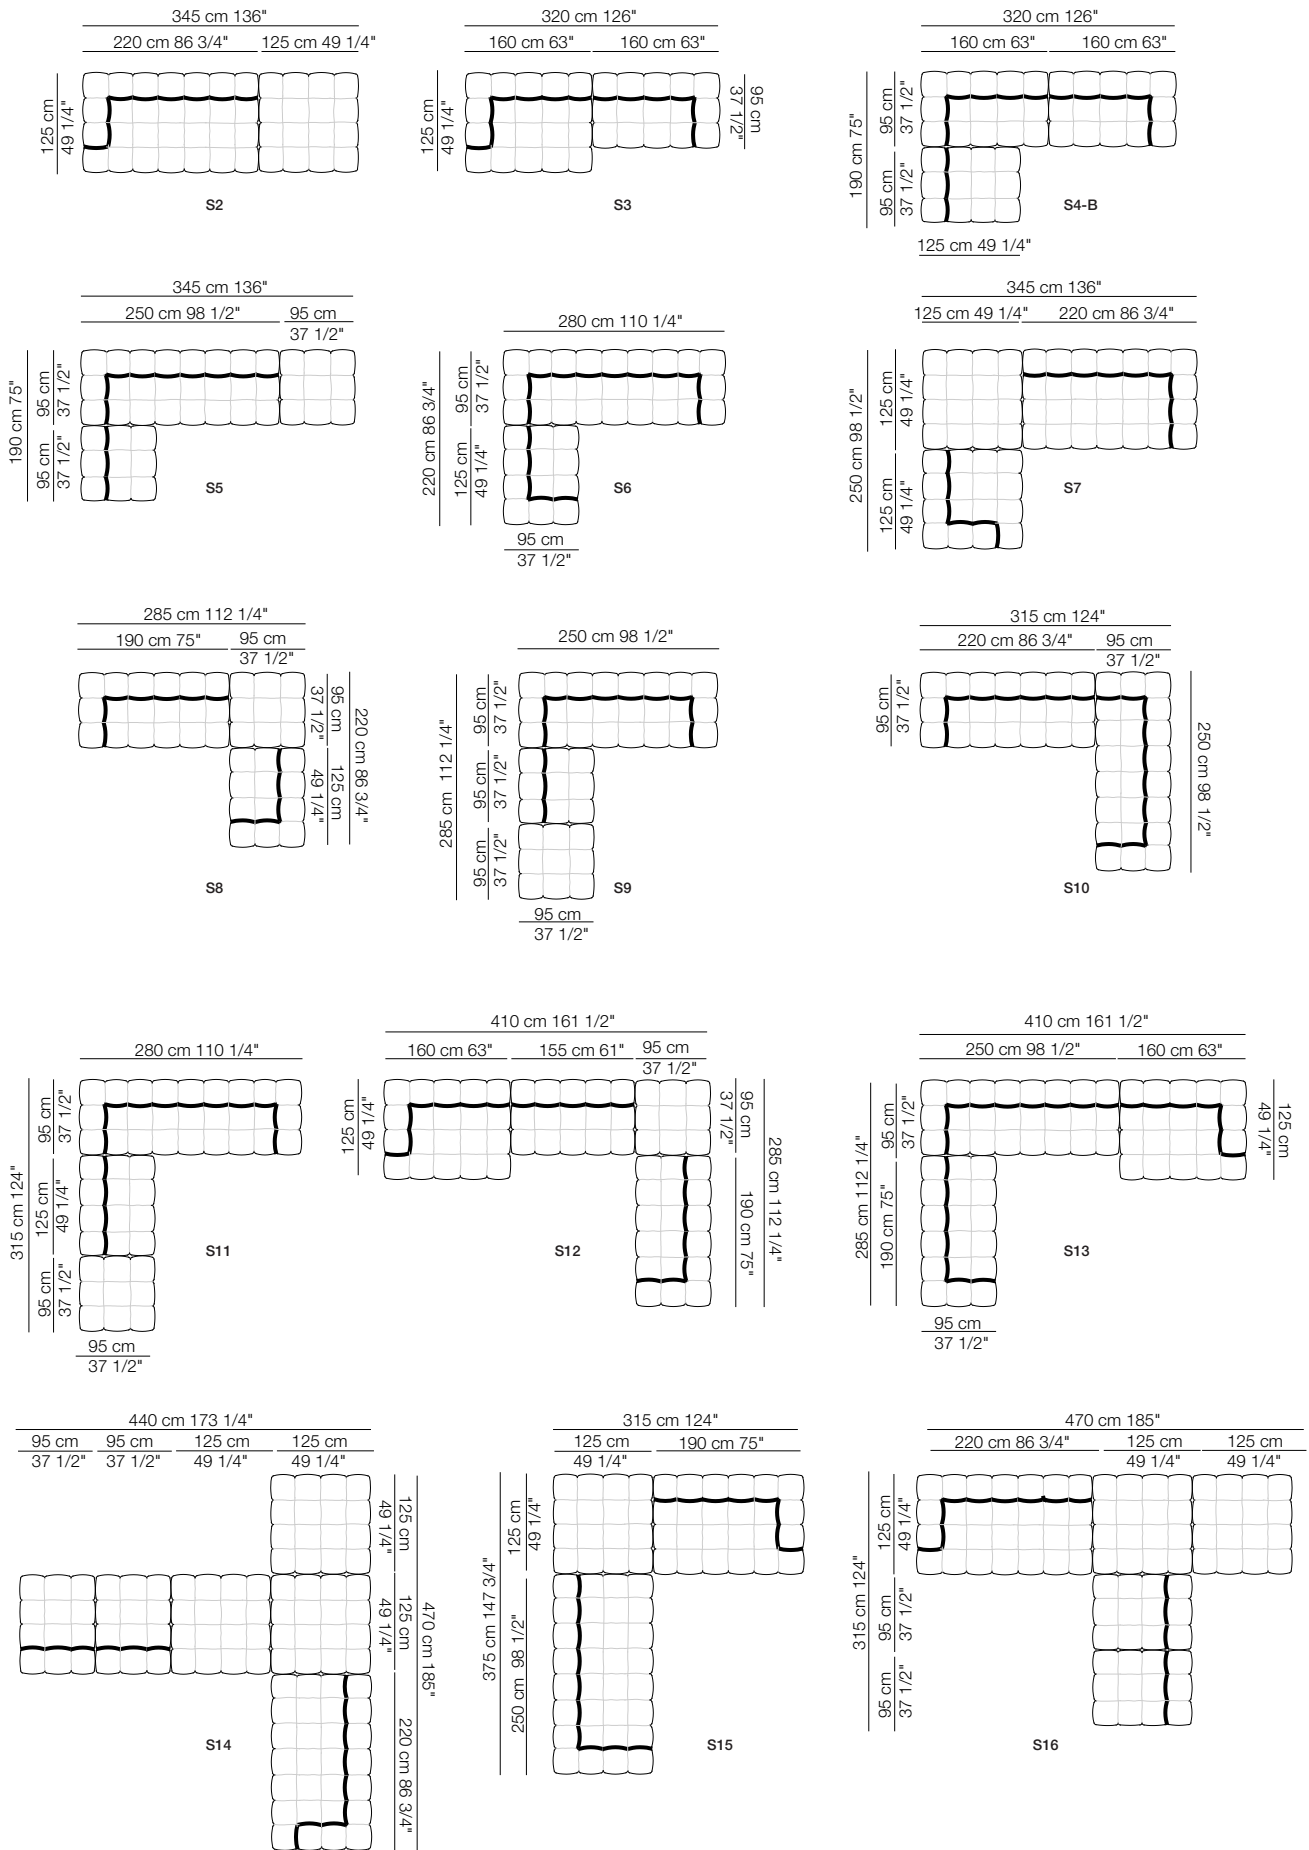 345 cm 136"
220 cm 86 3/4"
125 cm 49 1/4"
125 cm
49 1/4"
S2
320 cm 126"
160 cm 63"
160 cm 63"
125 cm
49 1/4"
95 cm
37 1/2"
S3
320 cm 126"
160 cm 63"
160 cm 63"
190 cm 75"
95 cm
37 1/2"
95 cm
37 1/2"
S4-B
125 cm 49 1/4"
345 cm 136"
250 cm 98 1/2"
95 cm
37 1/2"
190 cm 75"
95 cm
37 1/2"
95 cm
37 1/2"
S5
280 cm 110 1/4"
220 cm 86 3/4"
95 cm
37 1/2"
125 cm
49 1/4"
S6
95 cm
37 1/2"
345 cm 136"
125 cm 49 1/4"
220 cm 86 3/4"
250 cm 98 1/2"
125 cm
49 1/4"
125 cm
49 1/4"
S7
285 cm 112 1/4"
190 cm 75"
95 cm
37 1/2"
95 cm
37 1/2"
125 cm
49 1/4"
220 cm 86 3/4"
S8
250 cm 98 1/2"
285 cm 112 1/4"
95 cm
37 1/2"
95 cm
37 1/2"
95 cm
37 1/2"
S9
95 cm
37 1/2"
315 cm 124"
220 cm 86 3/4"
95 cm
37 1/2"
95 cm
37 1/2"
250 cm 98 1/2"
S10
280 cm 110 1/4"
315 cm 124"
95 cm
37 1/2"
125 cm
49 1/4"
95 cm
37 1/2"
S11
95 cm
37 1/2"
410 cm 161 1/2"
160 cm 63"
155 cm 61"
95 cm
37 1/2"
125 cm
49 1/4"
95 cm
37 1/2"
190 cm 75"
285 cm 112 1/4"
S12
410 cm 161 1/2"
250 cm 98 1/2"
160 cm 63"
285 cm 112 1/4"
95 cm
37 1/2"
190 cm 75"
125 cm
49 1/4"
S13
95 cm
37 1/2"
440 cm 173 1/4"
95 cm
37 1/2"
95 cm
37 1/2"
125 cm
49 1/4"
125 cm
49 1/4"
125 cm
49 1/4"
125 cm
49 1/4"
220 cm 86 3/4"
470 cm 185"
S14
315 cm 124"
125 cm
49 1/4"
190 cm 75"
375 cm 147 3/4"
125 cm
49 1/4"
250 cm 98 1/2"
S15
470 cm 185"
220 cm 86 3/4"
125 cm
49 1/4"
125 cm
49 1/4"
315 cm 124"
125 cm
49 1/4"
95 cm
37 1/2"
95 cm
37 1/2"
S16